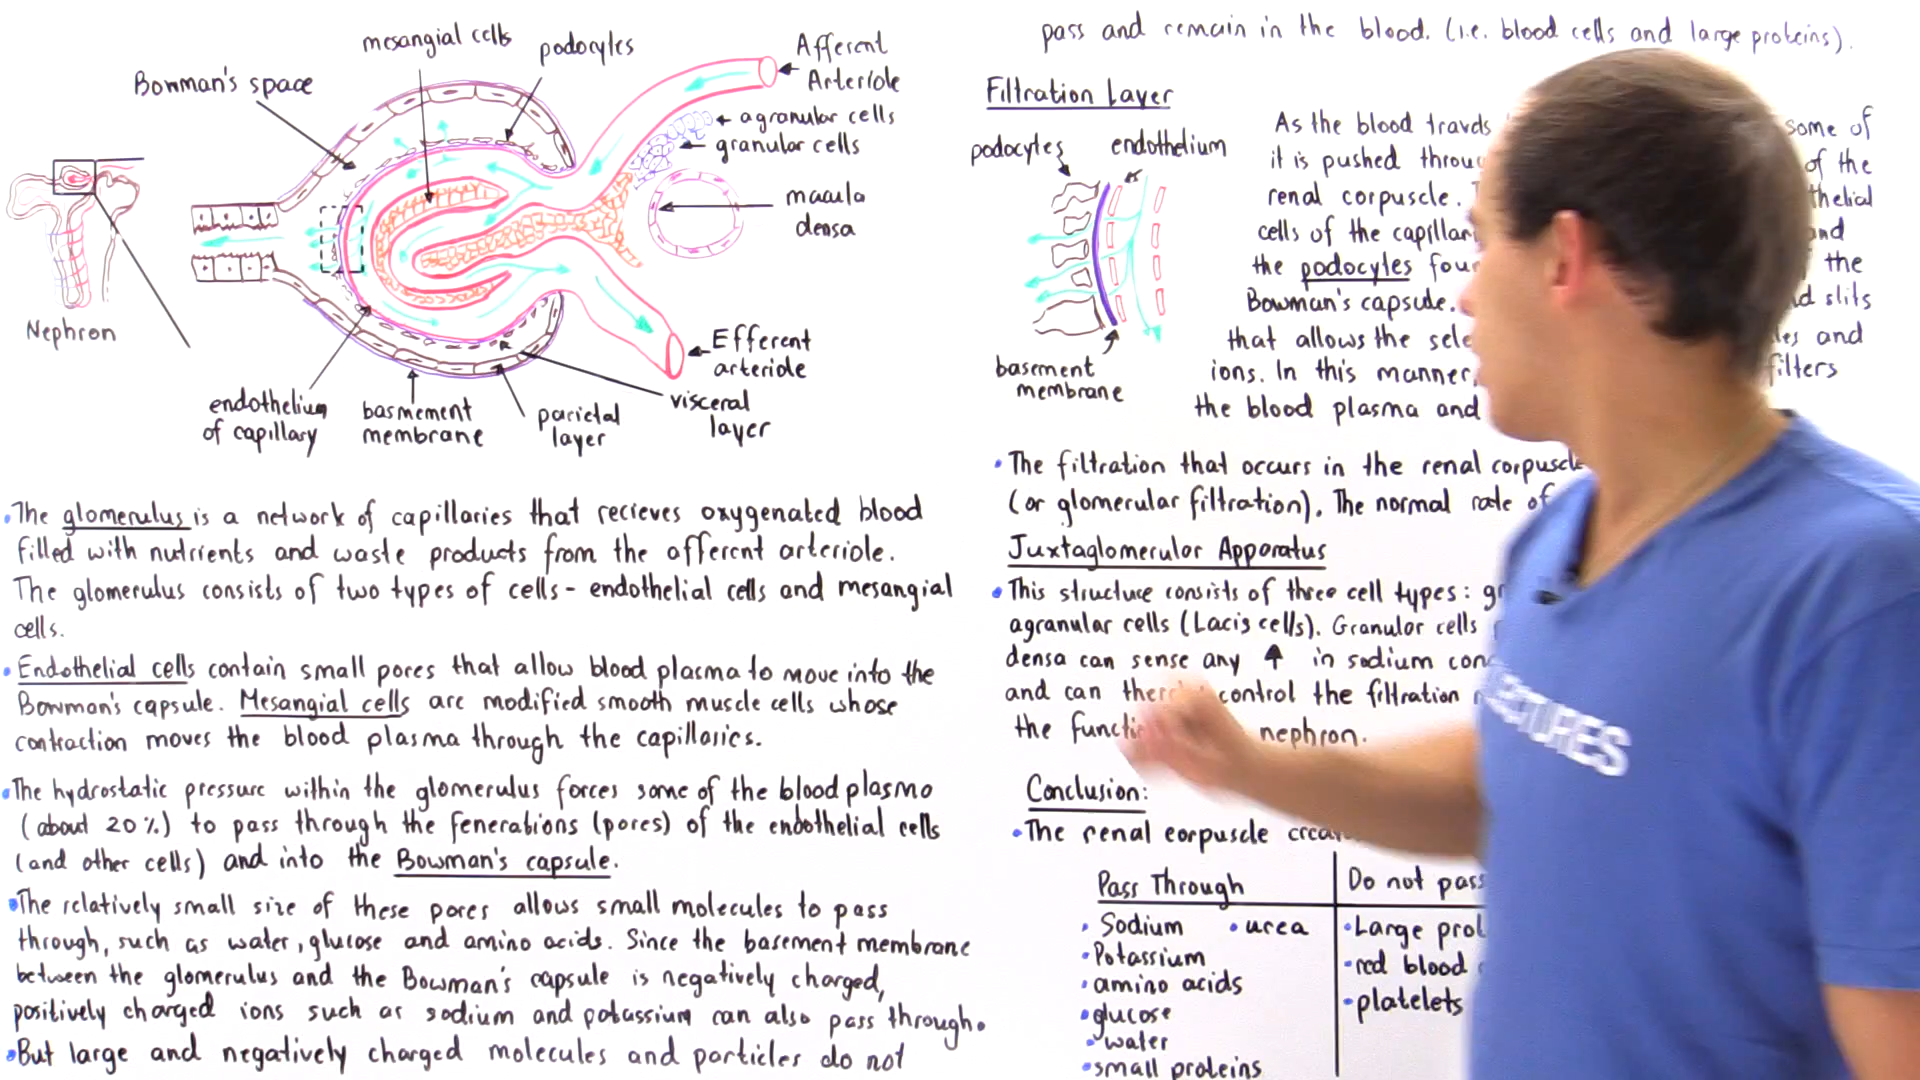 mesangial cells
podocytes
Bowman's space
Afferent
Arteriole
agranular cells
granular cells
macula
densa
Nephron
Efferent
arteriole
endothelium
of capillary
basmement
membrane
parietal
layer
visceral
layer
•The glomerulus is a network of capillaries that recieves oxygenated blood
filled with nutrients and waste products from the afferent arteriole.
The glomerulus consists of two types of cells - endothelial cells and mesangial
cells.
• Endothelial cells contain small pores that allow blood plasma to move into the
Bowman's capsule. Mesangial cells are modified smooth muscle cells whose
contraction moves the blood plasma through the capillaries.
•The hydrostatic pressure within the glomerulus forces some of the blood plasma
(about 20%) to pass through the fenerations (pores) of the endothelial cells
(and other cells) and into the Bowman's capsule.
•The relatively small size of these pores allows small molecules to pass
through, such as water, glucose and amino acids. Since the basement membrane
between the glomerulus and the Bowman's capsule is negatively charged,
positively charged ions such as sodium and potassium can also pass through.
•But large and negatively charged molecules and particles do not
pass and remain in the blood. (i.e. blood cells and large proteins).
Filtration Layer
podocytes
endothelium
basement
membrane
As the blood travels some of
it is pushed of the
renal corpuscle.
cells of the
the podocytes the
Bowman's capsule. slits
that allows the and
ions. In this manner, filters
the blood plasma and
• The filtration that occurs in the renal
(or glomerular filtration). The normal rate of
Juxtaglomerular Apparatus
• This structure consists of three cell types:
agranular cells (Lacis cells). Granular cells
densa can sense any ↑ in sodium
and can control the filtration
the nephron.
Conclusion:
•The renal corpuscle
Pass Through
Do not pass
• Sodium
• urea
• Potassium
• amino acids
• glucose
• water
• small proteins
• Large
• red blood
• platelets